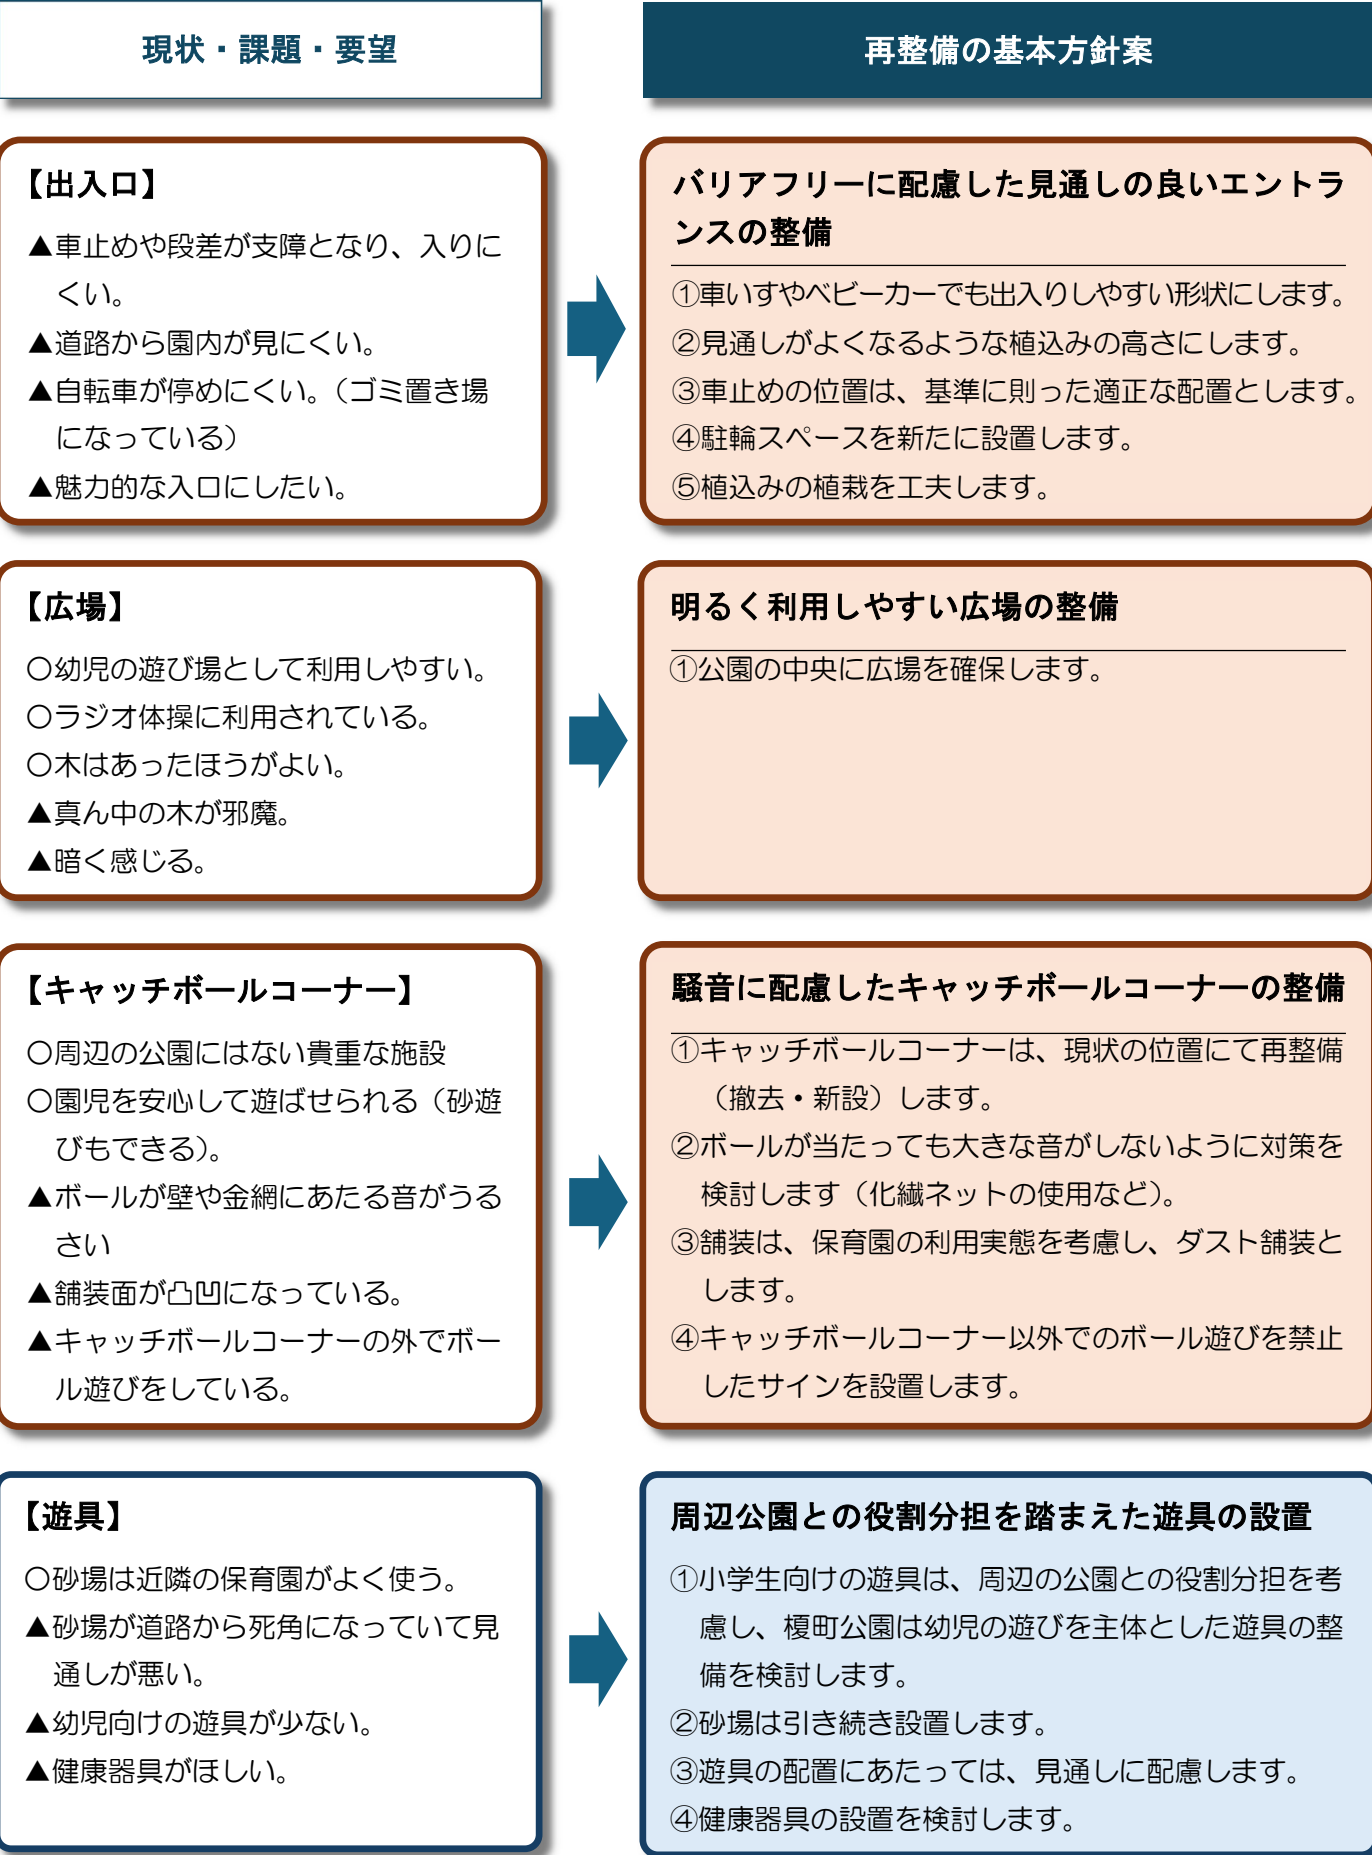 現状・課題・要望
再整備の基本方針案
【出入口】
▲車止めや段差が支障となり、入りに
くい。
▲道路から園内が見にくい。
▲自転車が停めにくい。（ゴミ置き場
になっている）
▲魅力的な入口にしたい。
バリアフリーに配慮した見通しの良いエントラ
ンスの整備
①車いすやベビーカーでも出入りしやすい形状にします。
②見通しがよくなるような植込みの高さにします。
③車止めの位置は、基準に則った適正な配置とします。
④駐輪スペースを新たに設置します。
⑤植込みの植栽を工夫します。
【広場】
○幼児の遊び場として利用しやすい。
○ラジオ体操に利用されている。
○木はあったほうがよい。
▲真ん中の木が邪魔。
▲暗く感じる。
明るく利用しやすい広場の整備
①公園の中央に広場を確保します。
【キャッチボールコーナー】
○周辺の公園にはない貴重な施設
○園児を安心して遊ばせられる（砂遊
びもできる）。
▲ボールが壁や金網にあたる音がうる
さい
▲舗装面が凸凹になっている。
▲キャッチボールコーナーの外でボー
ル遊びをしている。
騒音に配慮したキャッチボールコーナーの整備
①キャッチボールコーナーは、現状の位置にて再整備
（撤去・新設）します。
②ボールが当たっても大きな音がしないように対策を
検討します（化繊ネットの使用など）。
③舗装は、保育園の利用実態を考慮し、ダスト舗装と
します。
④キャッチボールコーナー以外でのボール遊びを禁止
したサインを設置します。
【遊具】
○砂場は近隣の保育園がよく使う。
▲砂場が道路から死角になっていて見
通しが悪い。
▲幼児向けの遊具が少ない。
▲健康器具がほしい。
周辺公園との役割分担を踏まえた遊具の設置
①小学生向けの遊具は、周辺の公園との役割分担を考
慮し、榎町公園は幼児の遊びを主体とした遊具の整
備を検討します。
②砂場は引き続き設置します。
③遊具の配置にあたっては、見通しに配慮します。
④健康器具の設置を検討します。